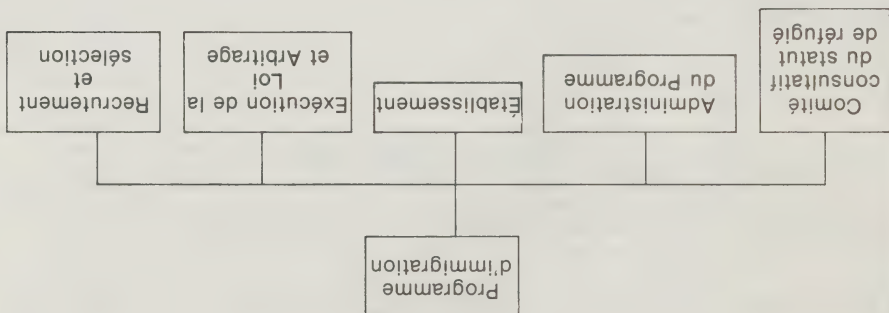 Programme
d'immigration
Comité
consultatif
du statut
de réfugié
Administration
du Programme
Établissement
Exécution de la
Loi
et Arbitrage
Recrutement
et
sélection